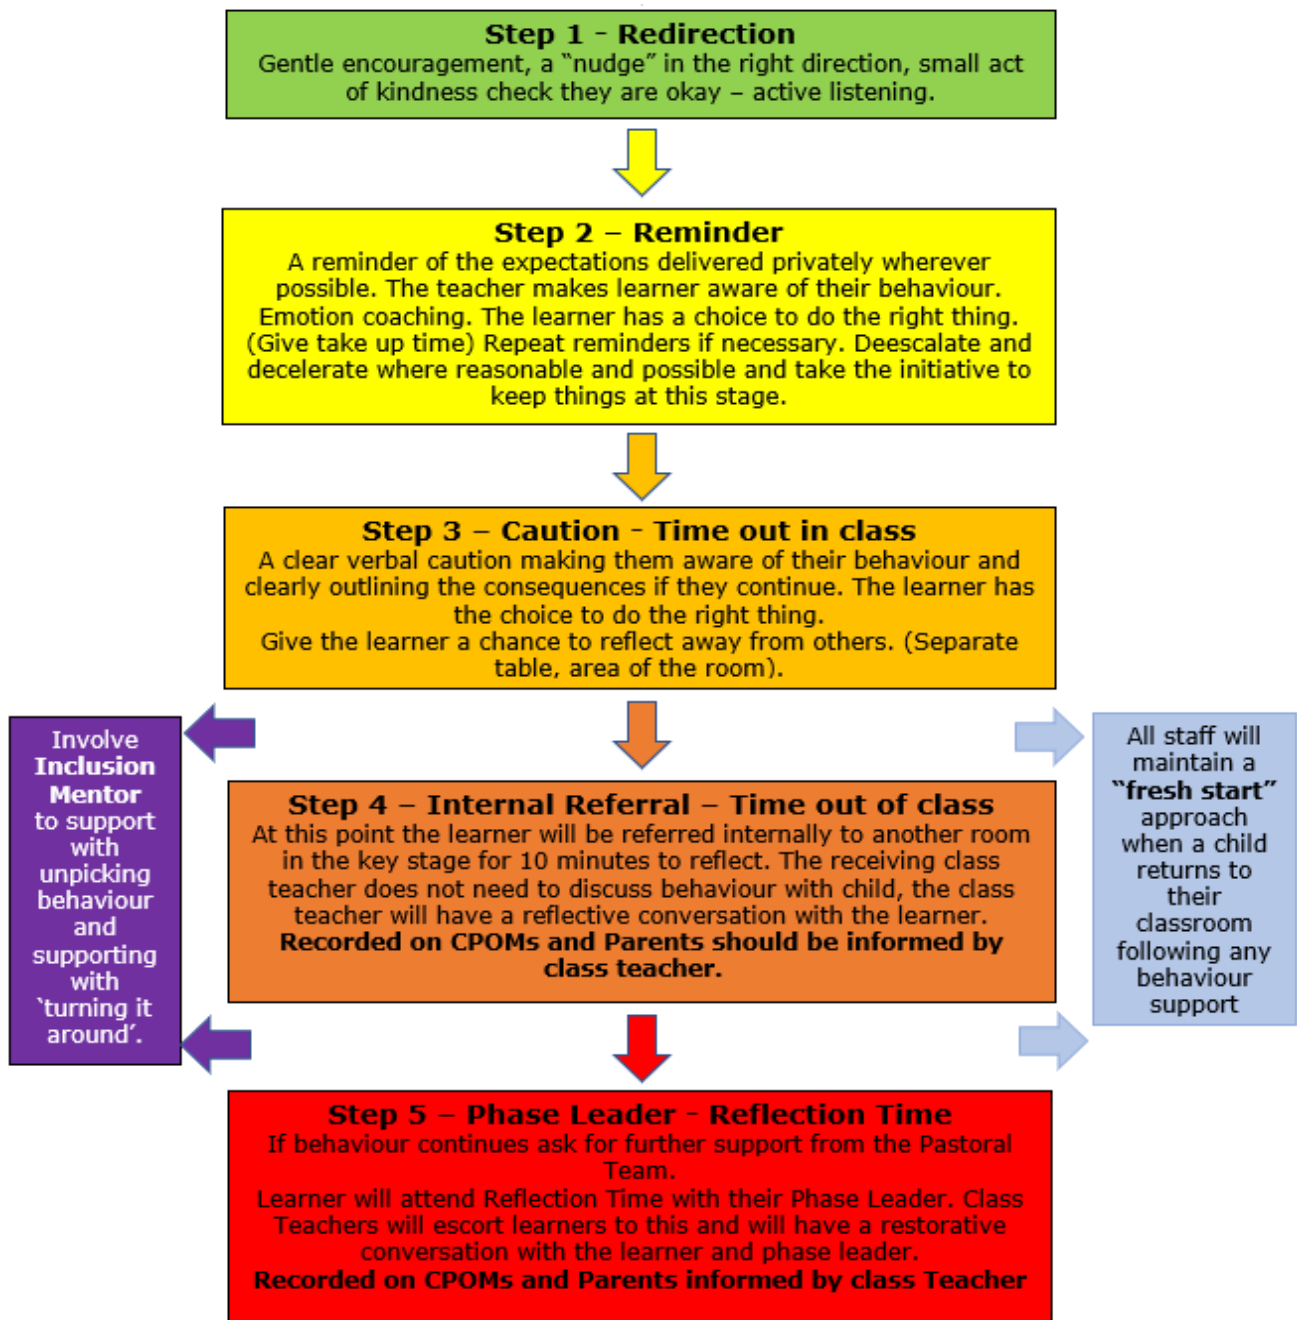 Step 1 - Redirection
Gentle encouragement, a “nudge” in the right direction, small act
of kindness check they are okay – active listening.
Step 2 – Reminder
A reminder of the expectations delivered privately wherever
possible. The teacher makes learner aware of their behaviour.
Emotion coaching. The learner has a choice to do the right thing.
(Give take up time) Repeat reminders if necessary. Deescalate and
decelerate where reasonable and possible and take the initiative to
keep things at this stage.
Step 3 – Caution - Time out in class
A clear verbal caution making them aware of their behaviour and
clearly outlining the consequences if they continue. The learner has
the choice to do the right thing.
Give the learner a chance to reflect away from others. (Separate
table, area of the room).
Involve
Inclusion
Mentor
to support
with
unpicking
behaviour
and
supporting
with
‘turning it
around’.
Step 4 – Internal Referral – Time out of class
At this point the learner will be referred internally to another room
in the key stage for 10 minutes to reflect. The receiving class
teacher does not need to discuss behaviour with child, the class
teacher will have a reflective conversation with the learner.
Recorded on CPOMs and Parents should be informed by
class teacher.
All staff will
maintain a
“fresh start”
approach
when a child
returns to
their
classroom
following any
behaviour
support
Step 5 – Phase Leader - Reflection Time
If behaviour continues ask for further support from the Pastoral
Team.
Learner will attend Reflection Time with their Phase Leader. Class
Teachers will escort learners to this and will have a restorative
conversation with the learner and phase leader.
Recorded on CPOMs and Parents informed by class Teacher